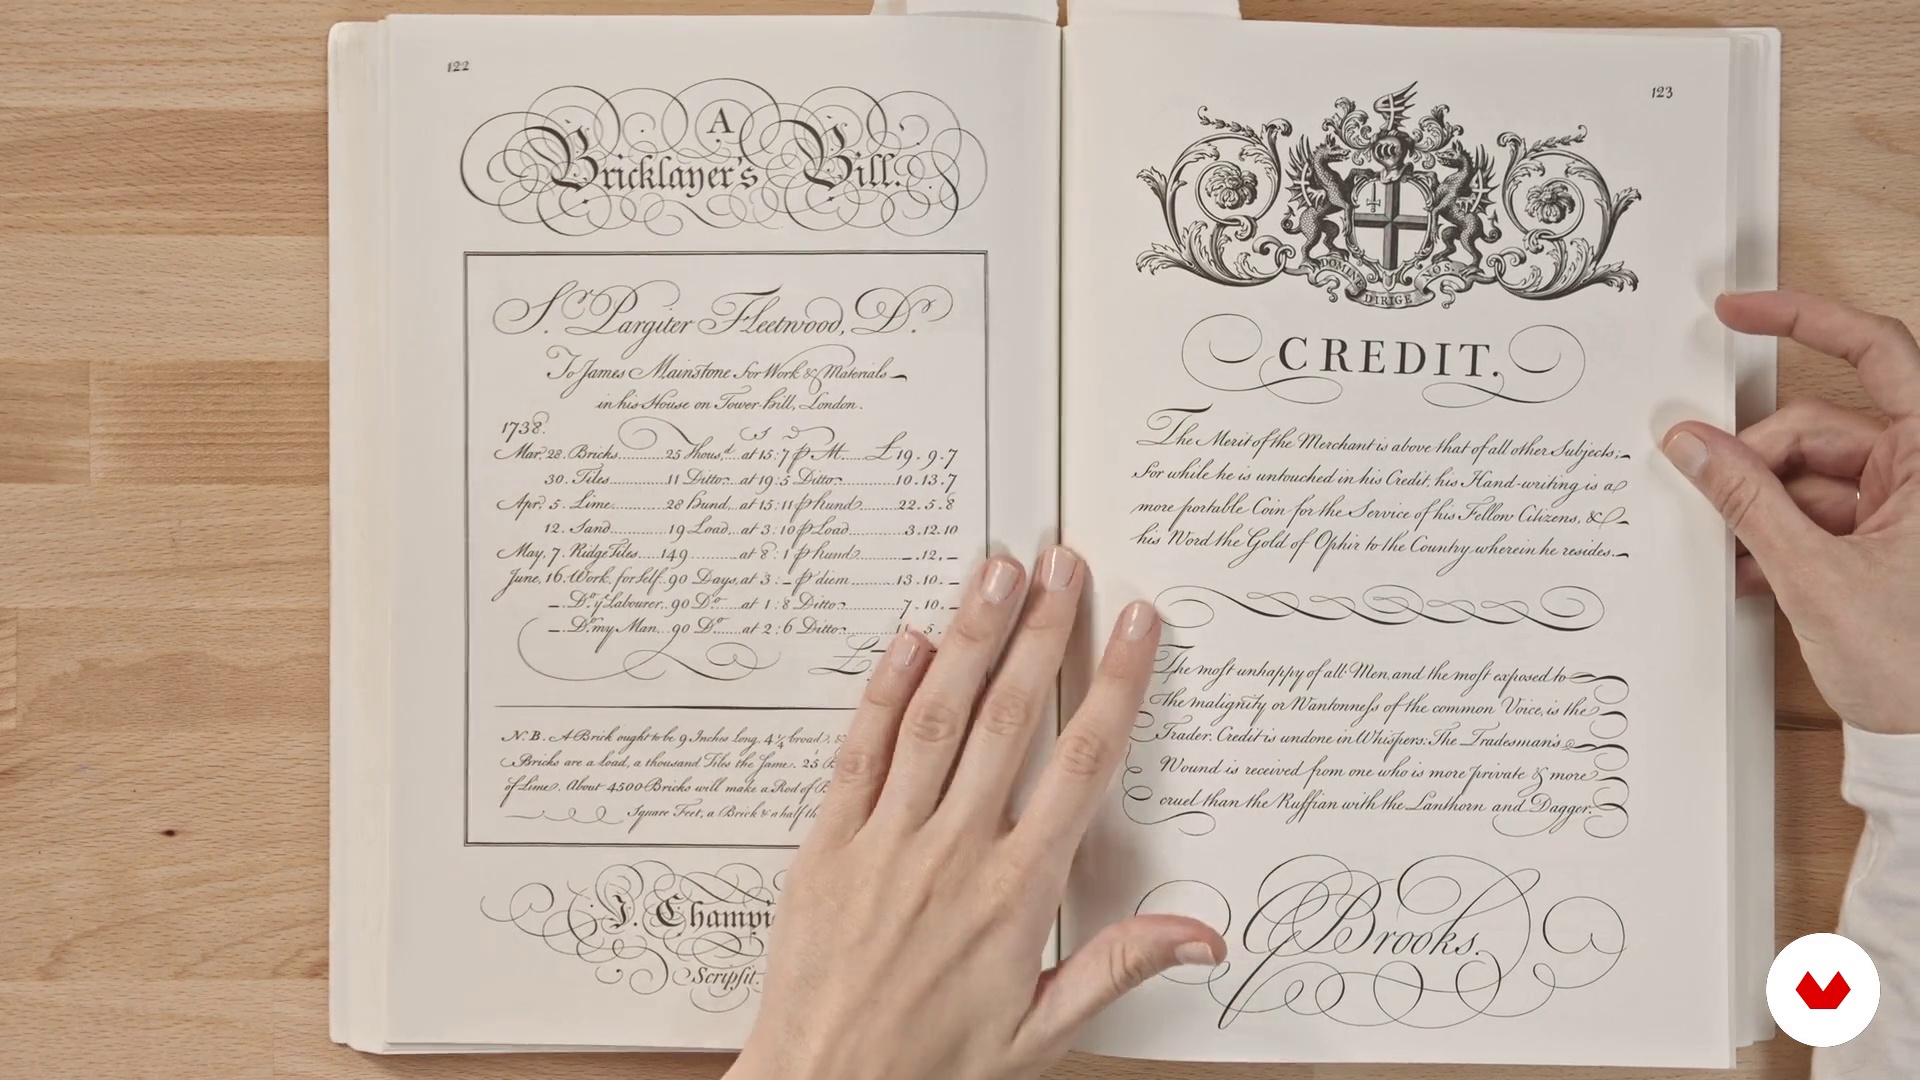 122
A
Bricklayer's Bill.
Sr. Pargiter Fleetwood, Dr.
To James Mainstone for Work & Materials
in his House on Tower-hill, London.
1738.
s d
Mar. 28. Bricks 25 Thousd. at 15:7 p M. £ 19.9.7
30. Tiles 11 Ditto at 19:5 Ditto 10.13.7
Apr. 5. Lime 28 hund. at 15:11 p hund 22.5.8
12. Sand 19 Load at 3:10 p Load 3.12.10
May, 7. Ridge Tiles 149 at 8:1 p hund —.12.—
June, 16. Work, for self. 90 Days, at 3:— p diem 13.10.—
—. Do. yr. Labourer. 90 Do. at 1:8 Ditto 7.10.—
—. Do. my Man. 90 Do. at 2:6 Ditto 5.
£
N.B. A Brick ought to be 9 Inches long, 4¼ broad,
Bricks are a load, a thousand Tiles the same. 25
of Lime. About 4500 Bricks will make a Rod of
Square Feet, a Brick & a half th
J. Champi
Scripsit.
123
DOMINE DIRIGE NOS.
CREDIT.
The Merit of the Merchant is above that of all other Subjects;
for while he is untouched in his Credit, his Hand-writing is a
more portable Coin for the Service of his Fellow Citizens, &
his Word the Gold of Ophir to the Country wherein he resides.
The most unhappy of all Men, and the most exposed to
the malignity or Wantonness of the common Voice, is the
Trader. Credit is undone in Whispers: The Tradesman's
Wound is received from one who is more private & more
cruel than the Ruffian with the Lanthorn and Dagger.
Brooks.